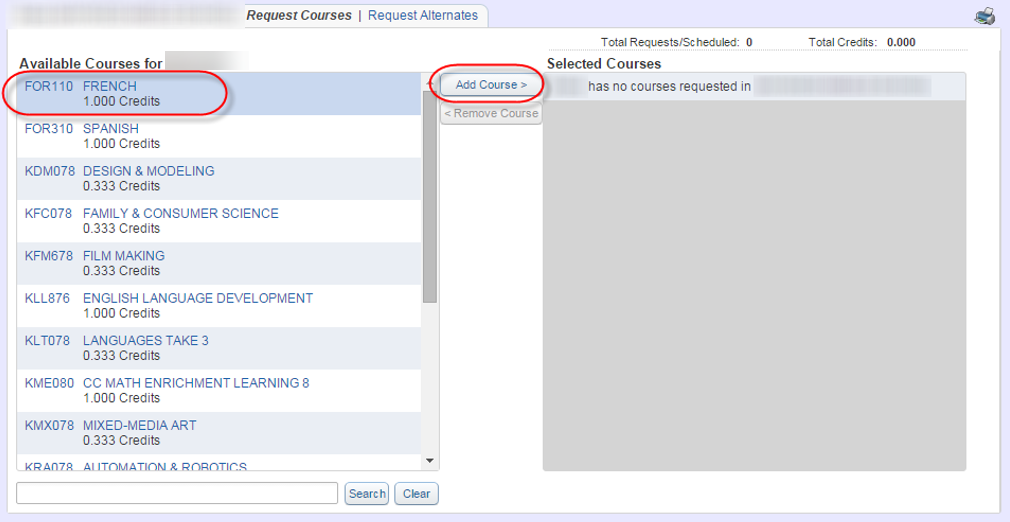 Request Courses | Request Alternates
Total Requests/Scheduled: 0 Total Credits: 0.000
Available Courses for
Selected Courses
FOR110 FRENCH
1.000 Credits
FOR310 SPANISH
1.000 Credits
KDM078 DESIGN & MODELING
0.333 Credits
KFC078 FAMILY & CONSUMER SCIENCE
0.333 Credits
KFM678 FILM MAKING
0.333 Credits
KLL876 ENGLISH LANGUAGE DEVELOPMENT
1.000 Credits
KLT078 LANGUAGES TAKE 3
0.333 Credits
KME080 CC MATH ENRICHMENT LEARNING 8
1.000 Credits
KMX078 MIXED-MEDIA ART
0.333 Credits
KRA078 AUTOMATION & ROBOTICS
Add Course >
< Remove Course
has no courses requested in
Search Clear